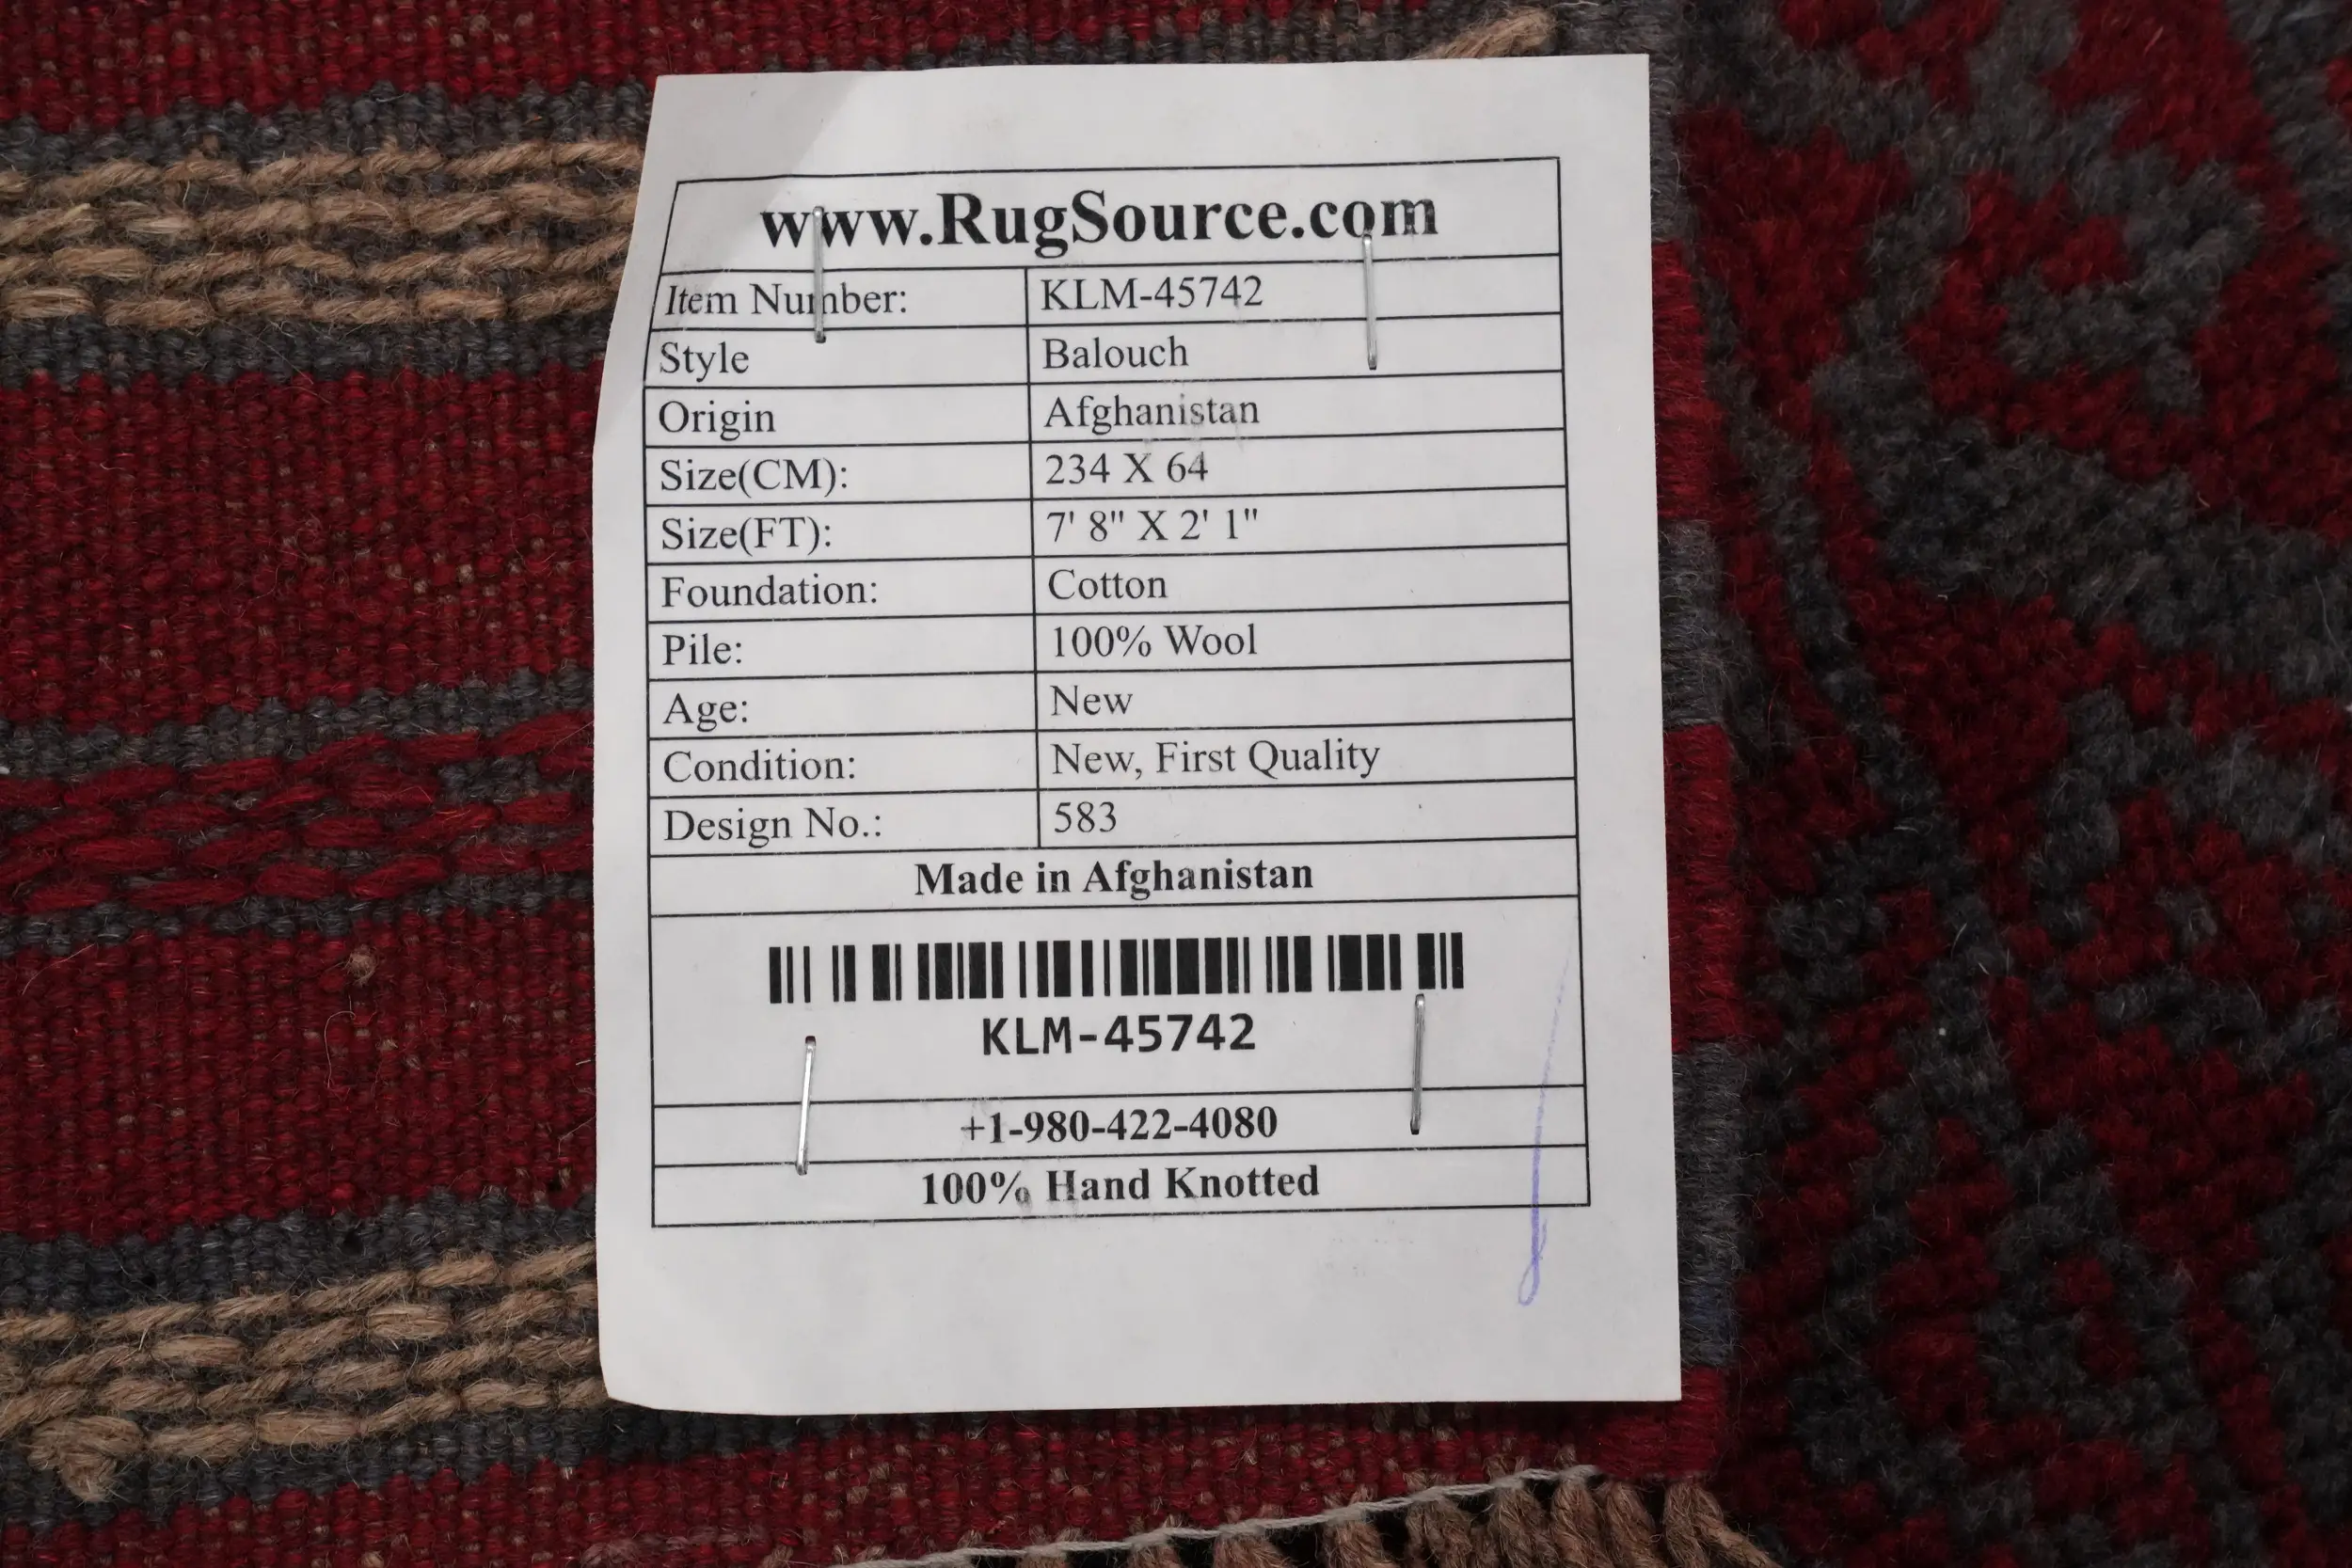 www.RugSource.com
Item Number: KLM-45742
Style Balouch
Origin Afghanistan
Size(CM): 234 X 64
Size(FT): 7' 8" X 2' 1"
Foundation: Cotton
Pile: 100% Wool
Age: New
Condition: New, First Quality
Design No.: 583
Made in Afghanistan
KLM-45742
+1-980-422-4080
100% Hand Knotted